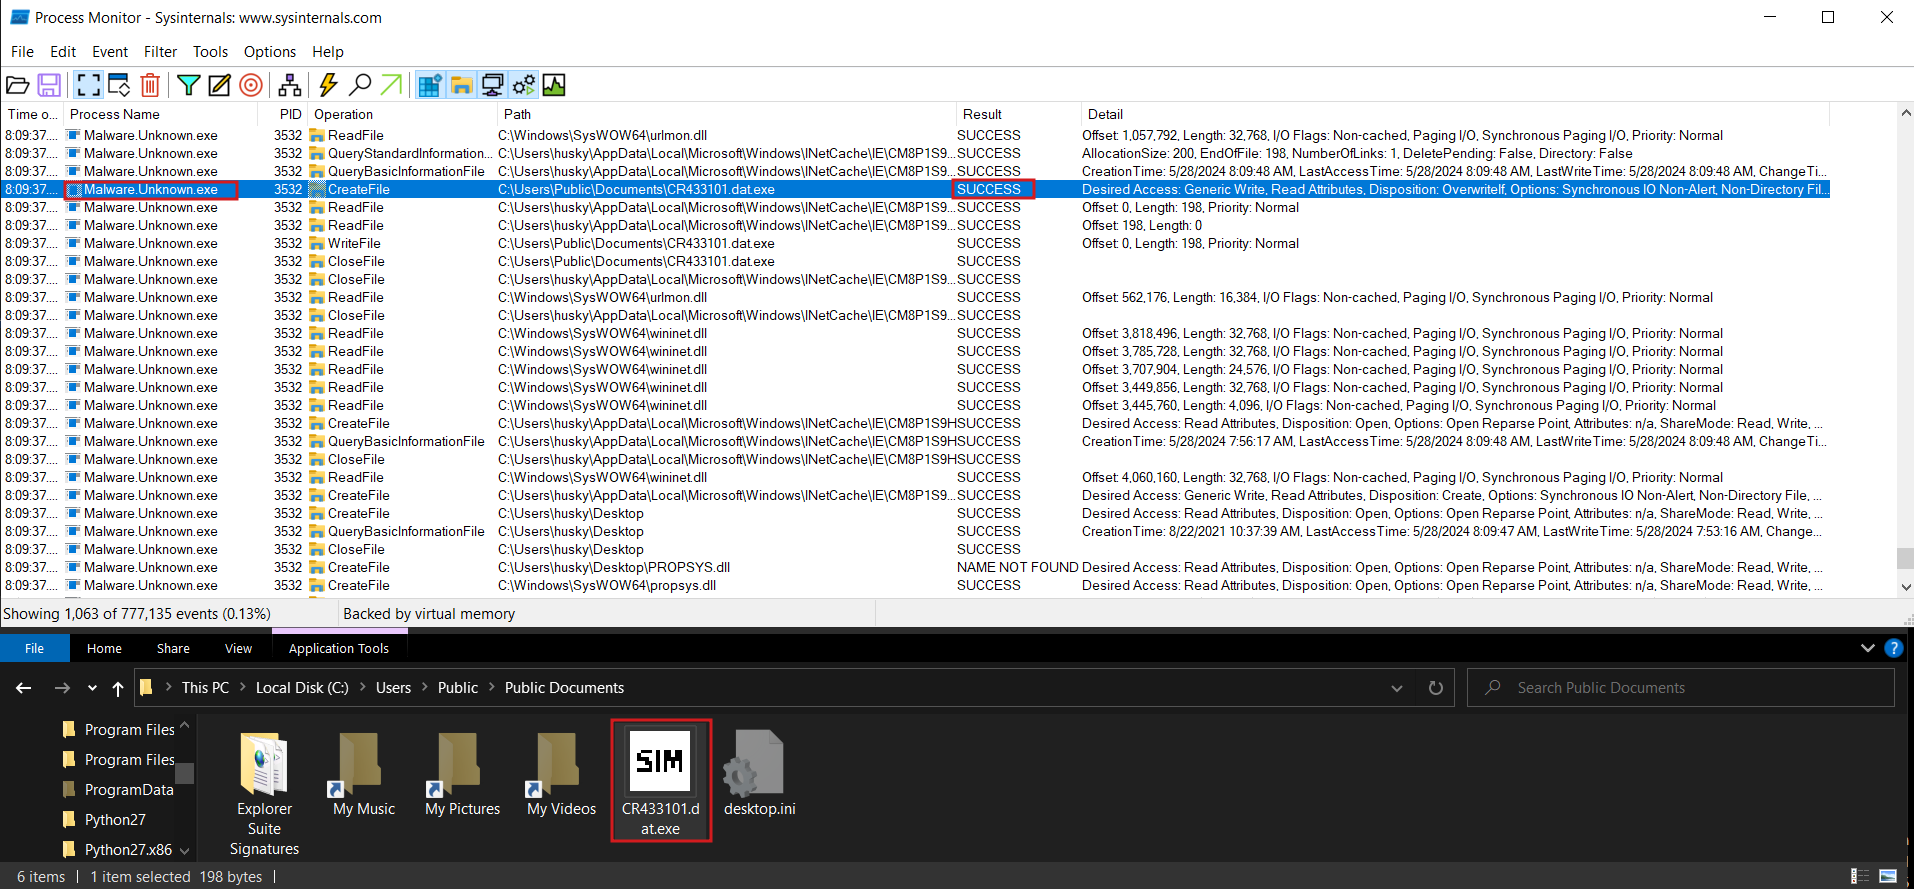 Process Monitor - Sysinternals: www.sysinternals.com
File Edit Event Filter Tools Options Help
Time o... Process Name PID Operation Path Result Detail
8:09:37.... Malware.Unknown.exe 3532 ReadFile C:\Windows\SysWOW64\urlmon.dll SUCCESS Offset: 1,057,792, Length: 32,768, I/O Flags: Non-cached, Paging I/O, Synchronous Paging I/O, Priority: Normal
8:09:37.... Malware.Unknown.exe 3532 QueryStandardInformation... C:\Users\husky\AppData\Local\Microsoft\Windows\INetCache\IE\CM8P1S9... SUCCESS AllocationSize: 200, EndOfFile: 198, NumberOfLinks: 1, DeletePending: False, Directory: False
8:09:37.... Malware.Unknown.exe 3532 QueryBasicInformationFile C:\Users\husky\AppData\Local\Microsoft\Windows\INetCache\IE\CM8P1S9... SUCCESS CreationTime: 5/28/2024 8:09:48 AM, LastAccessTime: 5/28/2024 8:09:48 AM, LastWriteTime: 5/28/2024 8:09:48 AM, ChangeTi...
8:09:37.... Malware.Unknown.exe 3532 CreateFile C:\Users\Public\Documents\CR433101.dat.exe SUCCESS Desired Access: Generic Write, Read Attributes, Disposition: OverwriteIf, Options: Synchronous IO Non-Alert, Non-Directory Fil...
8:09:37.... Malware.Unknown.exe 3532 ReadFile C:\Users\husky\AppData\Local\Microsoft\Windows\INetCache\IE\CM8P1S9... SUCCESS Offset: 0, Length: 198, Priority: Normal
8:09:37.... Malware.Unknown.exe 3532 ReadFile C:\Users\husky\AppData\Local\Microsoft\Windows\INetCache\IE\CM8P1S9... SUCCESS Offset: 198, Length: 0
8:09:37.... Malware.Unknown.exe 3532 WriteFile C:\Users\Public\Documents\CR433101.dat.exe SUCCESS Offset: 0, Length: 198, Priority: Normal
8:09:37.... Malware.Unknown.exe 3532 CloseFile C:\Users\Public\Documents\CR433101.dat.exe SUCCESS
8:09:37.... Malware.Unknown.exe 3532 CloseFile C:\Users\husky\AppData\Local\Microsoft\Windows\INetCache\IE\CM8P1S9... SUCCESS
8:09:37.... Malware.Unknown.exe 3532 ReadFile C:\Windows\SysWOW64\urlmon.dll SUCCESS Offset: 562,176, Length: 16,384, I/O Flags: Non-cached, Paging I/O, Synchronous Paging I/O, Priority: Normal
8:09:37.... Malware.Unknown.exe 3532 CloseFile C:\Users\husky\AppData\Local\Microsoft\Windows\INetCache\IE\CM8P1S9... SUCCESS
8:09:37.... Malware.Unknown.exe 3532 ReadFile C:\Windows\SysWOW64\wininet.dll SUCCESS Offset: 3,818,496, Length: 32,768, I/O Flags: Non-cached, Paging I/O, Synchronous Paging I/O, Priority: Normal
8:09:37.... Malware.Unknown.exe 3532 ReadFile C:\Windows\SysWOW64\wininet.dll SUCCESS Offset: 3,785,728, Length: 32,768, I/O Flags: Non-cached, Paging I/O, Synchronous Paging I/O, Priority: Normal
8:09:37.... Malware.Unknown.exe 3532 ReadFile C:\Windows\SysWOW64\wininet.dll SUCCESS Offset: 3,707,904, Length: 24,576, I/O Flags: Non-cached, Paging I/O, Synchronous Paging I/O, Priority: Normal
8:09:37.... Malware.Unknown.exe 3532 ReadFile C:\Windows\SysWOW64\wininet.dll SUCCESS Offset: 3,449,856, Length: 32,768, I/O Flags: Non-cached, Paging I/O, Synchronous Paging I/O, Priority: Normal
8:09:37.... Malware.Unknown.exe 3532 ReadFile C:\Windows\SysWOW64\wininet.dll SUCCESS Offset: 3,445,760, Length: 4,096, I/O Flags: Non-cached, Paging I/O, Synchronous Paging I/O, Priority: Normal
8:09:37.... Malware.Unknown.exe 3532 CreateFile C:\Users\husky\AppData\Local\Microsoft\Windows\INetCache\IE\CM8P1S9H SUCCESS Desired Access: Read Attributes, Disposition: Open, Options: Open Reparse Point, Attributes: n/a, ShareMode: Read, Write, ...
8:09:37.... Malware.Unknown.exe 3532 QueryBasicInformationFile C:\Users\husky\AppData\Local\Microsoft\Windows\INetCache\IE\CM8P1S9H SUCCESS CreationTime: 5/28/2024 7:56:17 AM, LastAccessTime: 5/28/2024 8:09:48 AM, LastWriteTime: 5/28/2024 8:09:48 AM, ChangeTi...
8:09:37.... Malware.Unknown.exe 3532 CloseFile C:\Users\husky\AppData\Local\Microsoft\Windows\INetCache\IE\CM8P1S9H SUCCESS
8:09:37.... Malware.Unknown.exe 3532 ReadFile C:\Windows\SysWOW64\wininet.dll SUCCESS Offset: 4,060,160, Length: 32,768, I/O Flags: Non-cached, Paging I/O, Synchronous Paging I/O, Priority: Normal
8:09:37.... Malware.Unknown.exe 3532 CreateFile C:\Users\husky\AppData\Local\Microsoft\Windows\INetCache\IE\CM8P1S9... SUCCESS Desired Access: Generic Write, Read Attributes, Disposition: Create, Options: Synchronous IO Non-Alert, Non-Directory File, ...
8:09:37.... Malware.Unknown.exe 3532 CreateFile C:\Users\husky\Desktop SUCCESS Desired Access: Read Attributes, Disposition: Open, Options: Open Reparse Point, Attributes: n/a, ShareMode: Read, Write, ...
8:09:37.... Malware.Unknown.exe 3532 QueryBasicInformationFile C:\Users\husky\Desktop SUCCESS CreationTime: 8/22/2021 10:37:39 AM, LastAccessTime: 5/28/2024 8:09:47 AM, LastWriteTime: 5/28/2024 7:53:16 AM, Change...
8:09:37.... Malware.Unknown.exe 3532 CloseFile C:\Users\husky\Desktop SUCCESS
8:09:37.... Malware.Unknown.exe 3532 CreateFile C:\Users\husky\Desktop\PROPSYS.dll NAME NOT FOUND Desired Access: Read Attributes, Disposition: Open, Options: Open Reparse Point, Attributes: n/a, ShareMode: Read, Write, ...
8:09:37.... Malware.Unknown.exe 3532 CreateFile C:\Windows\SysWOW64\propsys.dll SUCCESS Desired Access: Read Attributes, Disposition: Open, Options: Open Reparse Point, Attributes: n/a, ShareMode: Read, Write, ...
Showing 1,063 of 777,135 events (0.13%) Backed by virtual memory
File Home Share View Application Tools
This PC > Local Disk (C:) > Users > Public > Public Documents Search Public Documents
Program Files
Program Files
ProgramData
Python27
Python27.x86
Explorer
Suite
Signatures
My Music
My Pictures
My Videos
SIM
CR433101.d
at.exe
desktop.ini
6 items | 1 item selected 198 bytes |